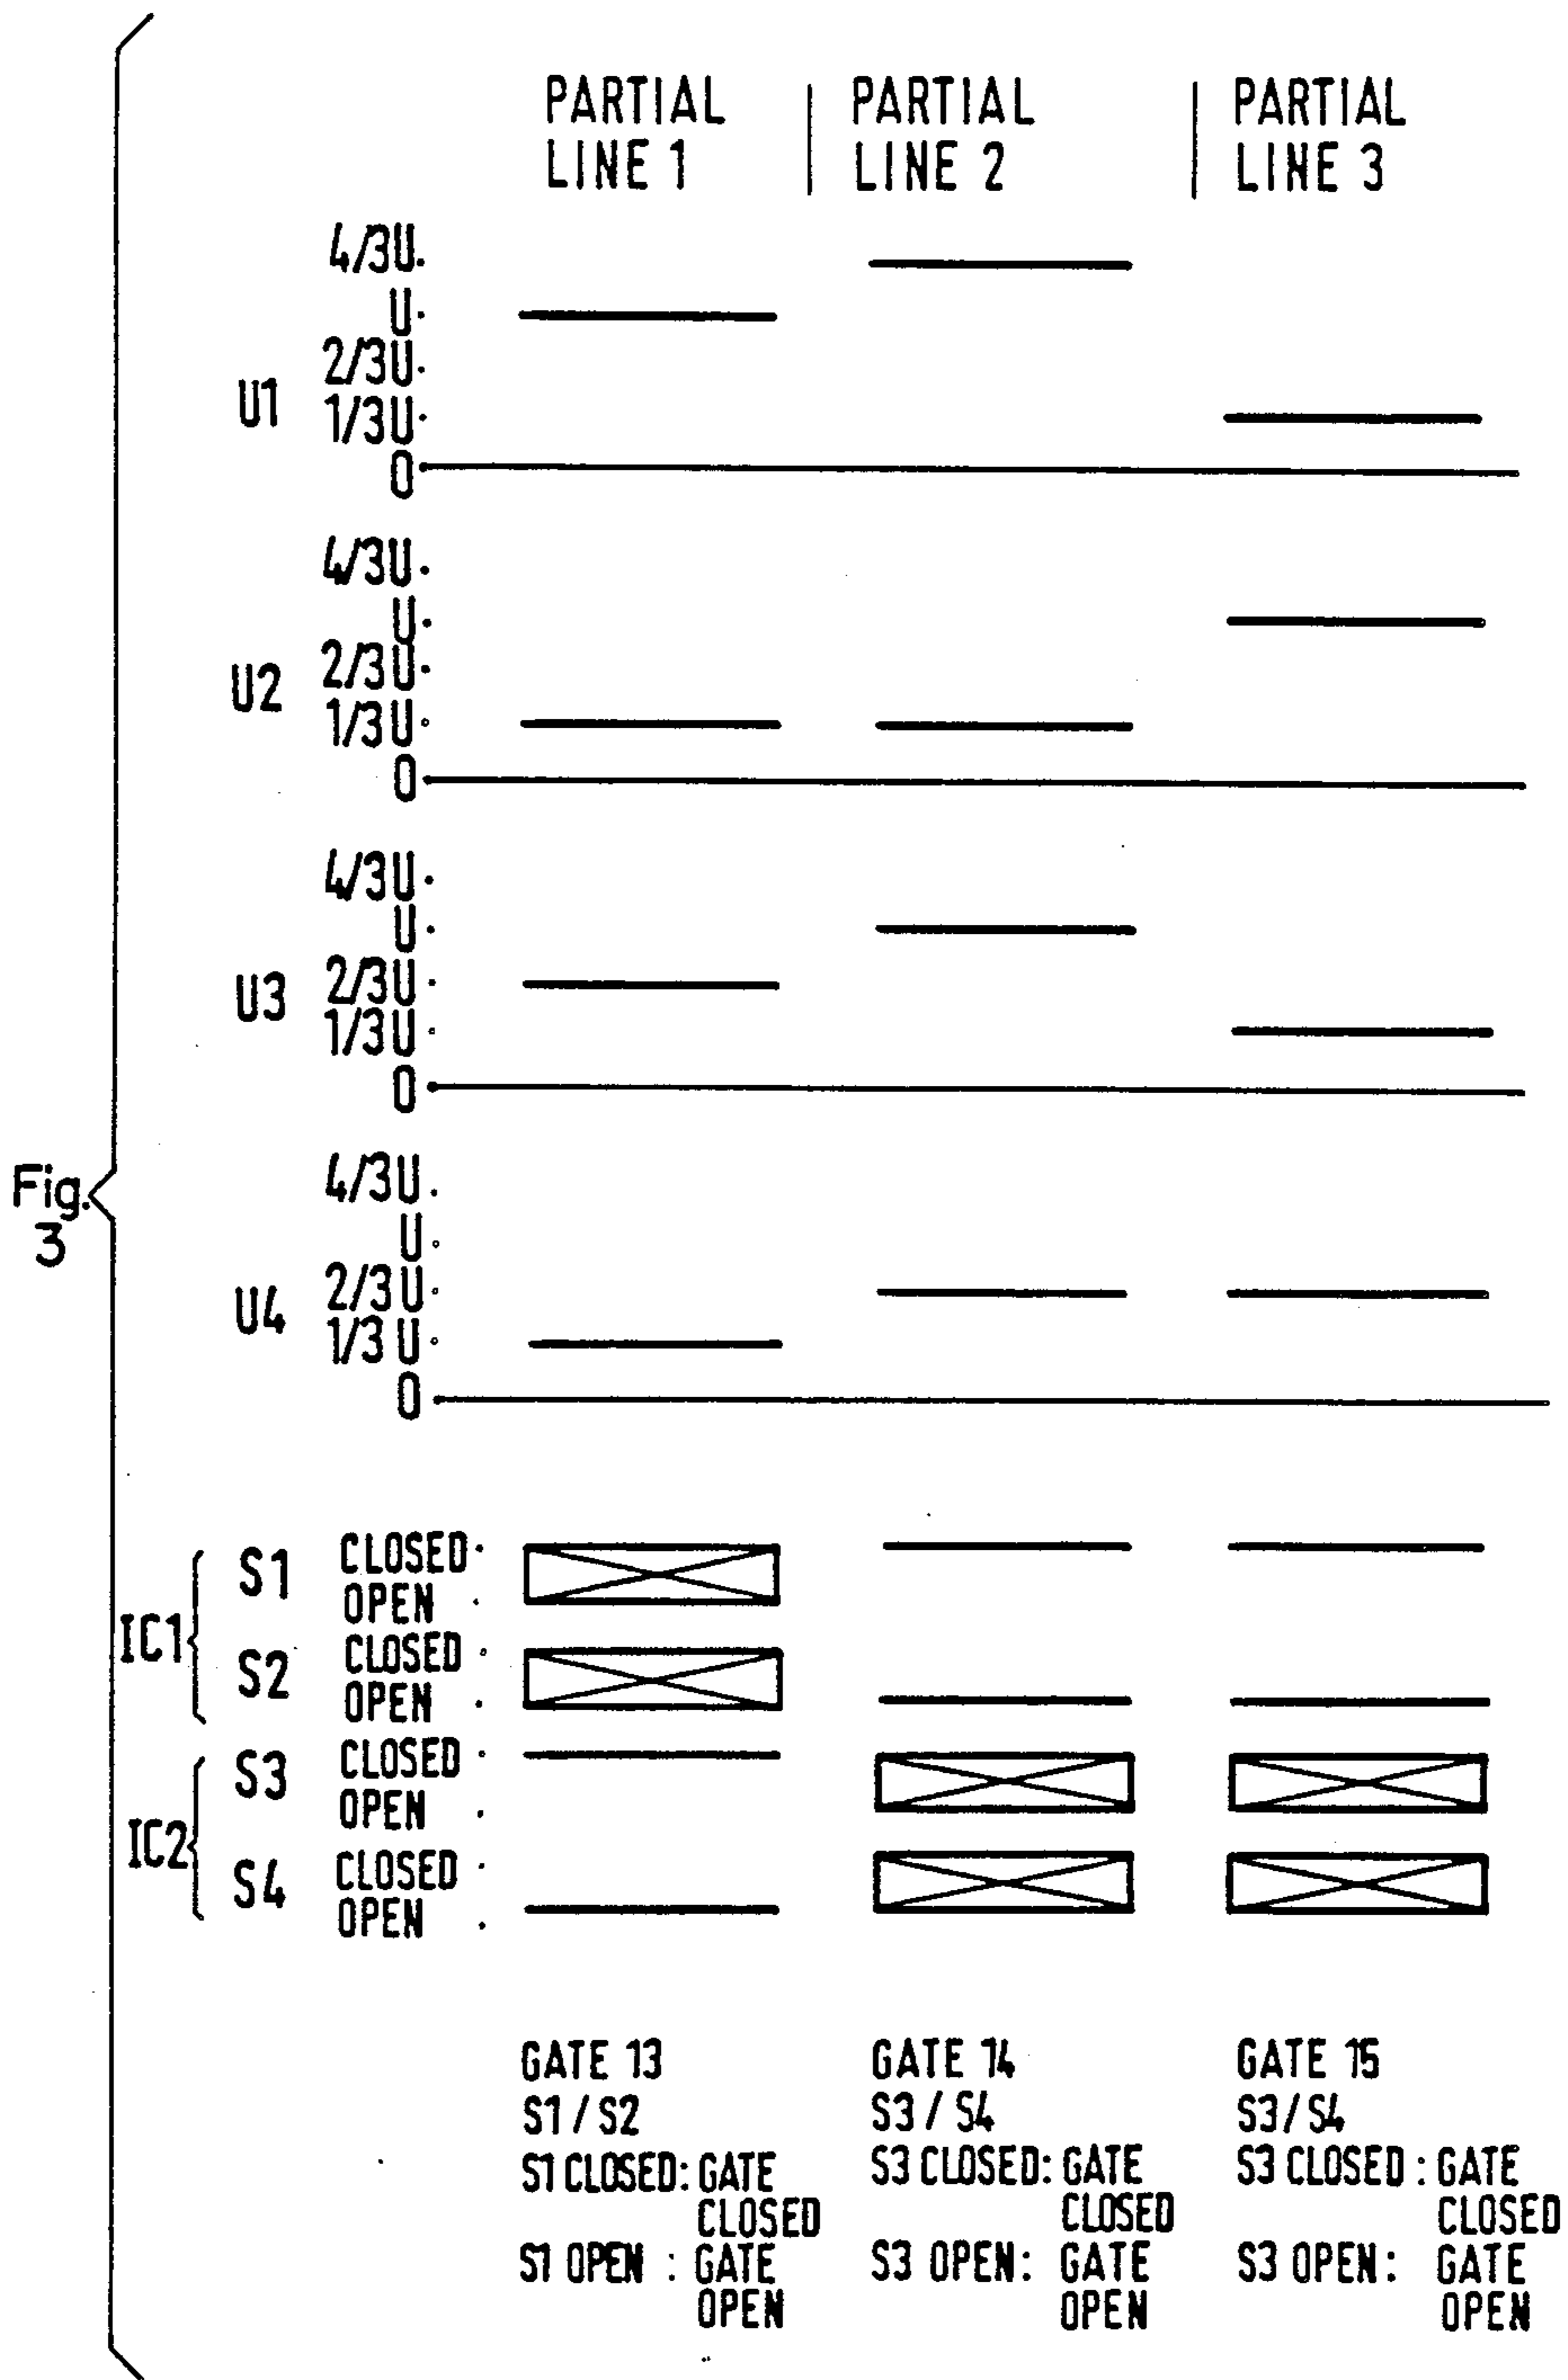 PARTIAL LINE 1
PARTIAL LINE 2
PARTIAL LINE 3
U1
4/3U
U
2/3U
1/3U
0
U2
4/3U
U
2/3U
1/3U
0
U3
4/3U
U
2/3U
1/3U
0
Fig. 3
U4
4/3U
U
2/3U
1/3U
0
IC1
S1
CLOSED
OPEN
S2
CLOSED
OPEN
IC2
S3
CLOSED
OPEN
S4
CLOSED
OPEN
GATE 13
S1 / S2
S1 CLOSED: GATE
CLOSED
S1 OPEN : GATE
OPEN
GATE 14
S3 / S4
S3 CLOSED: GATE
CLOSED
S3 OPEN: GATE
OPEN
GATE 15
S3/S4
S3 CLOSED : GATE
CLOSED
S3 OPEN: GATE
OPEN